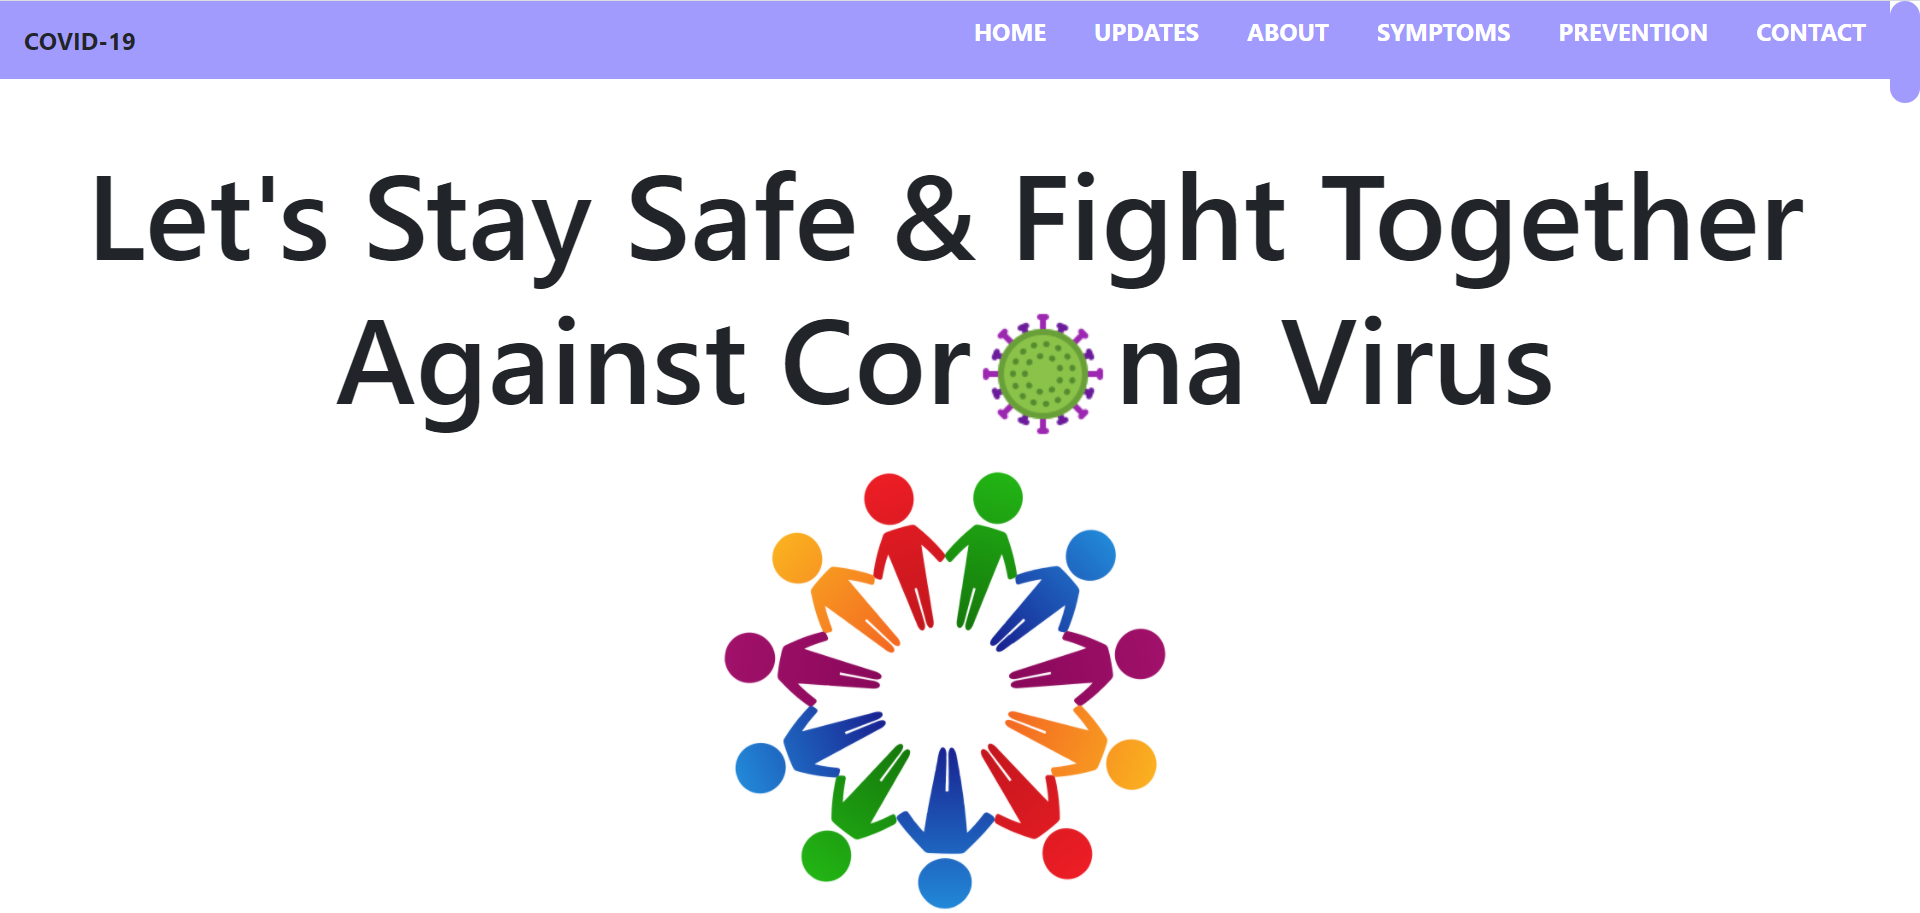 COVID-19
HOME UPDATES ABOUT SYMPTOMS PREVENTION CONTACT
Let's Stay Safe & Fight Together
Against Cor na Virus